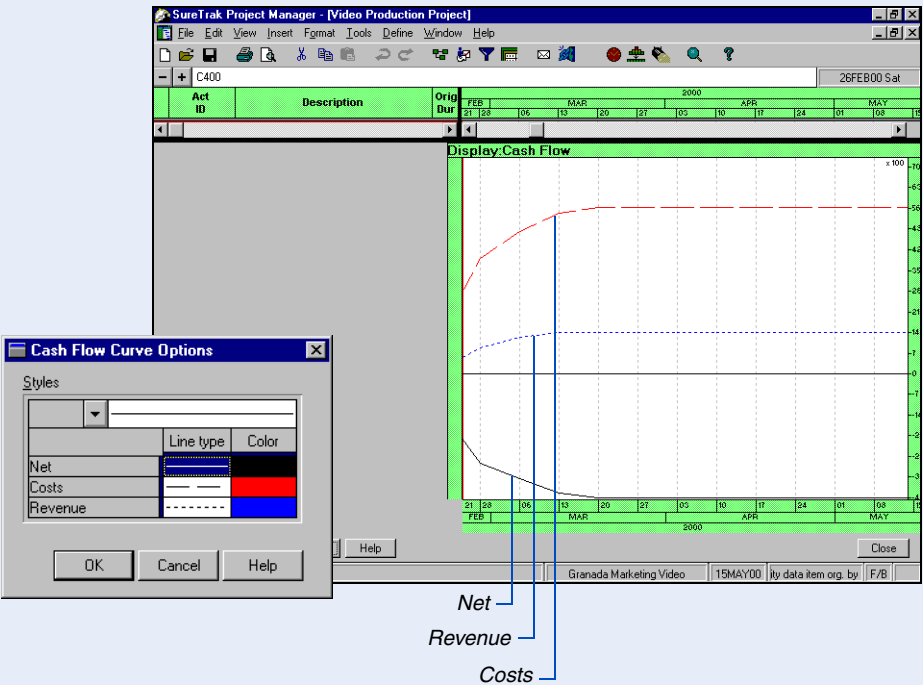 SureTrak Project Manager - [Video Production Project]
File Edit View Insert Format Tools Define Window Help
C400
26FEB00 Sat
Act ID
Description
Orig Dur
2000
FEB MAR APR MAY
21 28 06 13 20 27 03 10 17 24 01 08 15
Display:Cash Flow
x 100
-70
-63
-56
-49
-42
-35
-28
-21
-14
-7
-0
21 28 06 13 20 27 03 10 17 24 01 08
FEB MAR APR MAY
2000
Help
Close
Granada Marketing Video 15MAY00 ity data item org. by F/B
Cash Flow Curve Options
Styles
Line type Color
Net
Costs
Revenue
OK Cancel Help
Net
Revenue
Costs